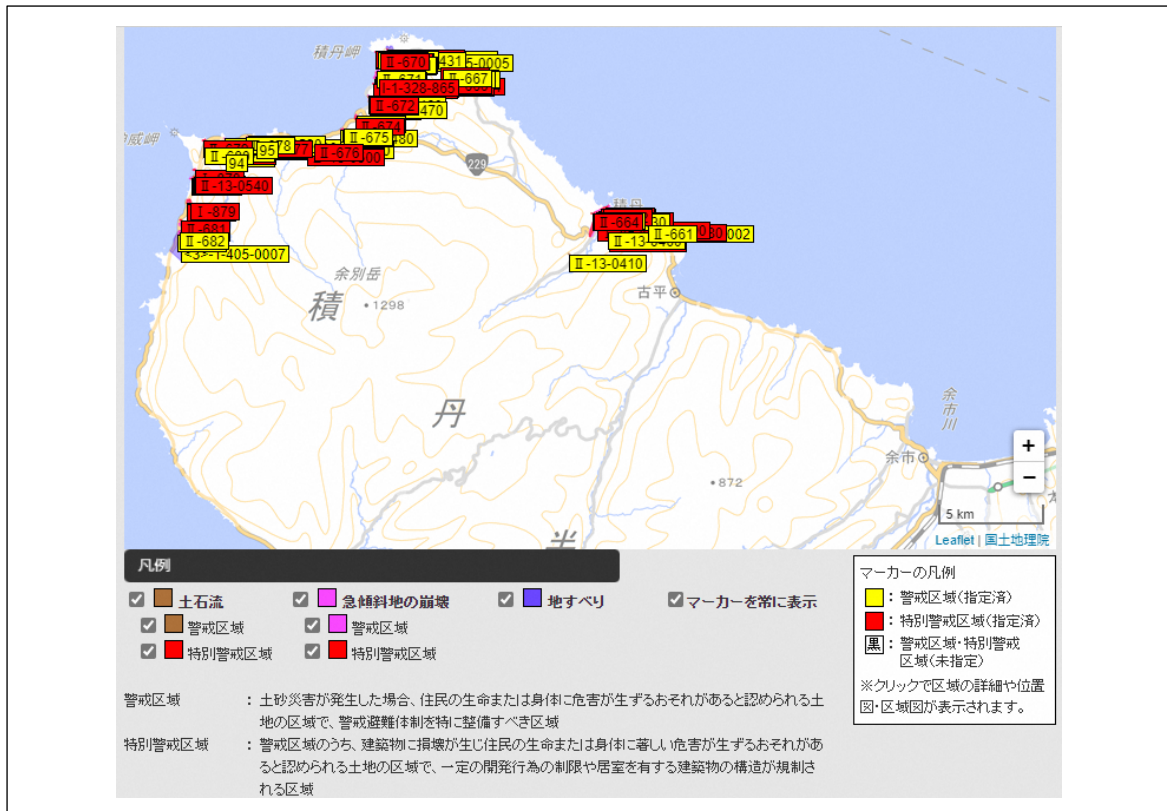 積丹岬
Ⅱ-670
431
5-0005
Ⅱ-671
Ⅱ-667
Ⅰ-1-328-865
Ⅱ-672
470
Ⅱ-674
Ⅱ-675
480
威岬
678
95
677
Ⅱ-676
94
229
Ⅱ-13-0540
Ⅰ-879
Ⅱ-681
Ⅱ-682
<3>-1-405-0007
積丹
Ⅱ-664
Ⅱ-661
002
Ⅱ-13-0400
Ⅱ-13-0410
余別岳
古平
積
・1298
丹
余市川
余市
・872
半
+
−
5 km
Leaflet | 国土地理院
凡例
土石流 急傾斜地の崩壊 地すべり マーカーを常に表示
警戒区域 警戒区域
特別警戒区域 特別警戒区域
マーカーの凡例
：警戒区域(指定済)
：特別警戒区域(指定済)
黒：警戒区域・特別警戒
区域(未指定)
※クリックで区域の詳細や位置
図・区域図が表示されます。
警戒区域 ：土砂災害が発生した場合、住民の生命または身体に危害が生ずるおそれがあると認められる土
地の区域で、警戒避難体制を特に整備すべき区域
特別警戒区域 ：警戒区域のうち、建築物に損壊が生じ住民の生命または身体に著しい危害が生ずるおそれがあ
ると認められる土地の区域で、一定の開発行為の制限や居室を有する建築物の構造が規制さ
れる区域